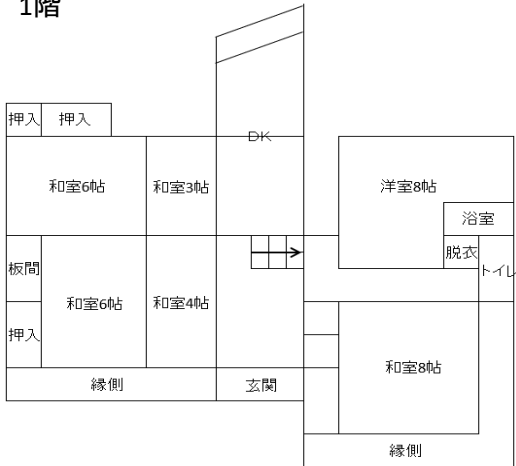 1階
押入
押入
DK
和室6帖
和室3帖
洋室8帖
浴室
脱衣
トイレ
板間
和室6帖
和室4帖
押入
和室8帖
縁側
玄関
縁側